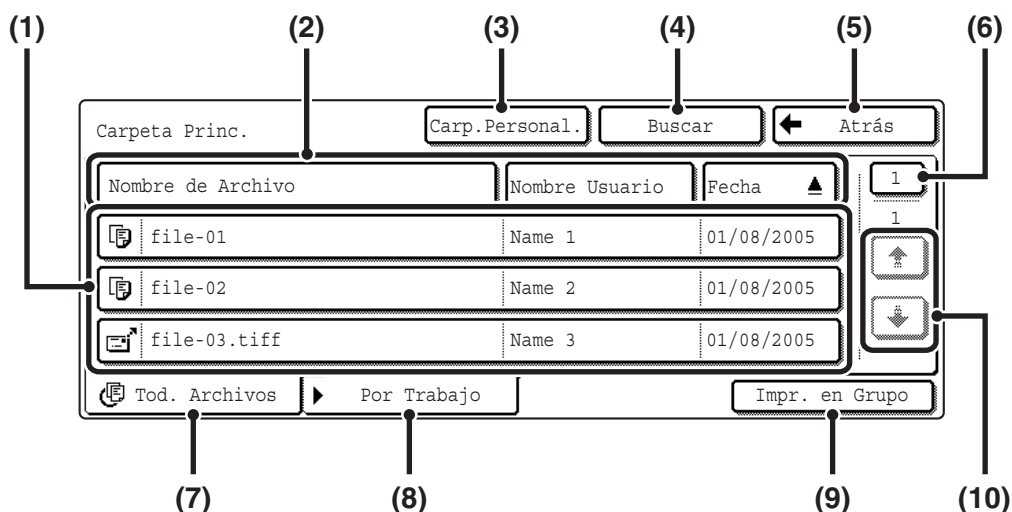 (1) (2) (3) (4) (5) (6)
Carpeta Princ. Carp.Personal. Buscar Atrás
Nombre de Archivo Nombre Usuario Fecha 1
1
file-01 Name 1 01/08/2005
file-02 Name 2 01/08/2005
file-03.tiff Name 3 01/08/2005
Tod. Archivos Por Trabajo Impr. en Grupo
(7) (8) (9) (10)